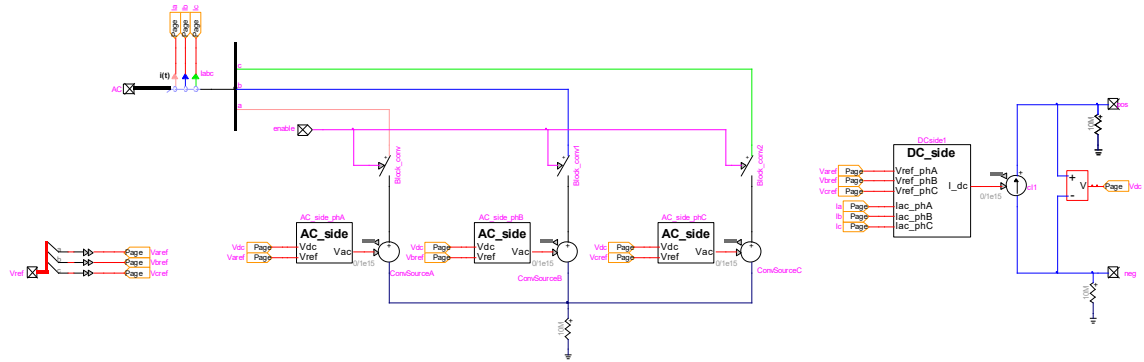 Ia
Ib
Ic
Page
Page
Page
i(t)
Iabc
AC
c
b
a
enable
Block_conv
Block_conv1
Block_conv2
AC_side_phA
AC_side
Vdc
Vref
Vac
Vdc
Page
Varef
Page
0/1e15
ConvSourceA
AC_side_phB
AC_side
Vdc
Vref
Vac
Vdc
Page
Vbref
Page
0/1e15
ConvSourceB
AC_side_phC
AC_side
Vdc
Vref
Vac
Vdc
Page
Vcref
Page
0/1e15
ConvSourceC
10M
Vref
a
b
c
Page
Varef
Page
Vbref
Page
Vcref
DCside1
DC_side
Vref_phA
Vref_phB
Vref_phC
I_dc
Iac_phA
Iac_phB
Iac_phC
Varef
Page
Vbref
Page
Vcref
Page
Ia
Page
Ib
Page
Ic
Page
0/1e15
cI1
pos
10M
V
Page
Vdc
neg
10M